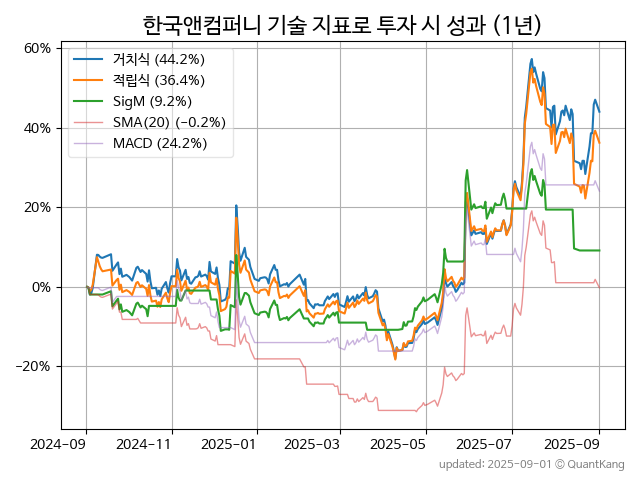 한국앤컴퍼니 기술 지표로 투자 시 성과 (1년)
거치식 (44.2%)
적립식 (36.4%)
SigM (9.2%)
SMA(20) (−0.2%)
MACD (24.2%)
60%
40%
20%
0%
−20%
2024-09
2024-11
2025-01
2025-03
2025-05
2025-07
2025-09
updated: 2025-09-01 © QuantKang